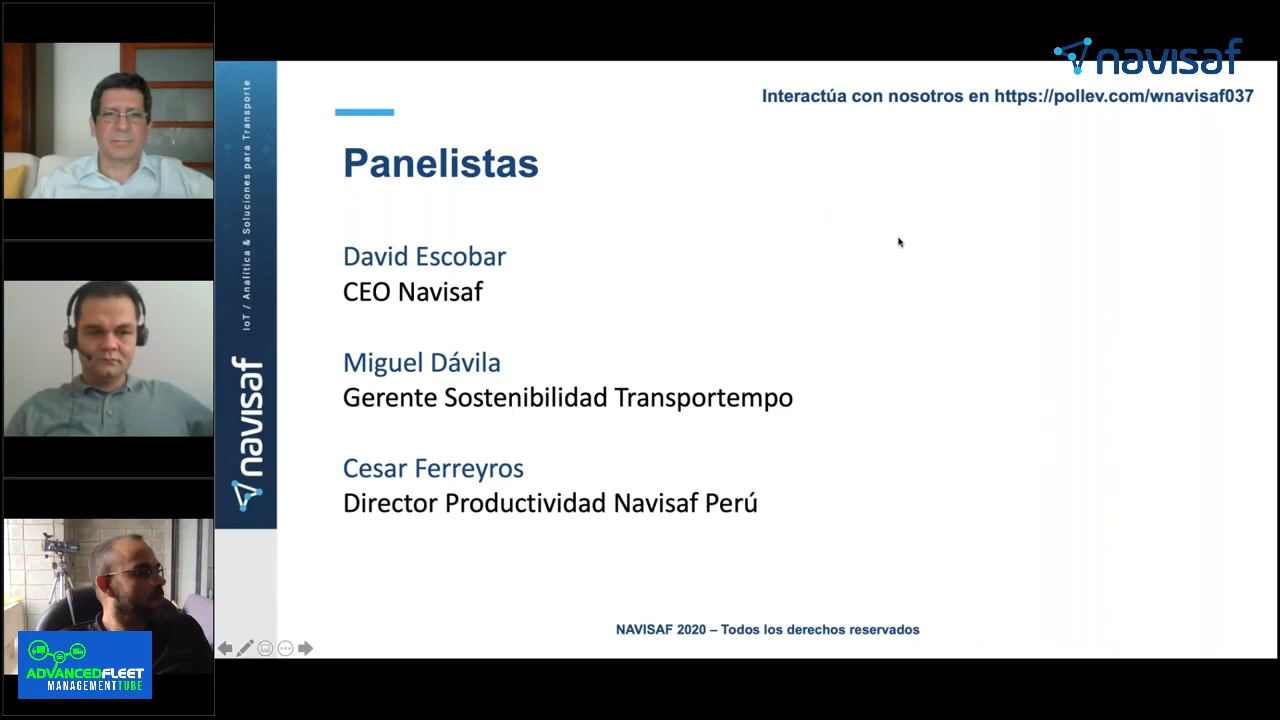 navisaf
Interactúa con nosotros en https://pollev.com/wnavisaf037
IoT / Analítica & Soluciones para Transporte
navisaf
Panelistas
David Escobar
CEO Navisaf
Miguel Dávila
Gerente Sostenibilidad Transportempo
Cesar Ferreyros
Director Productividad Navisaf Perú
NAVISAF 2020 – Todos los derechos reservados
ADVANCEDFLEET
MANAGEMENTTUBE